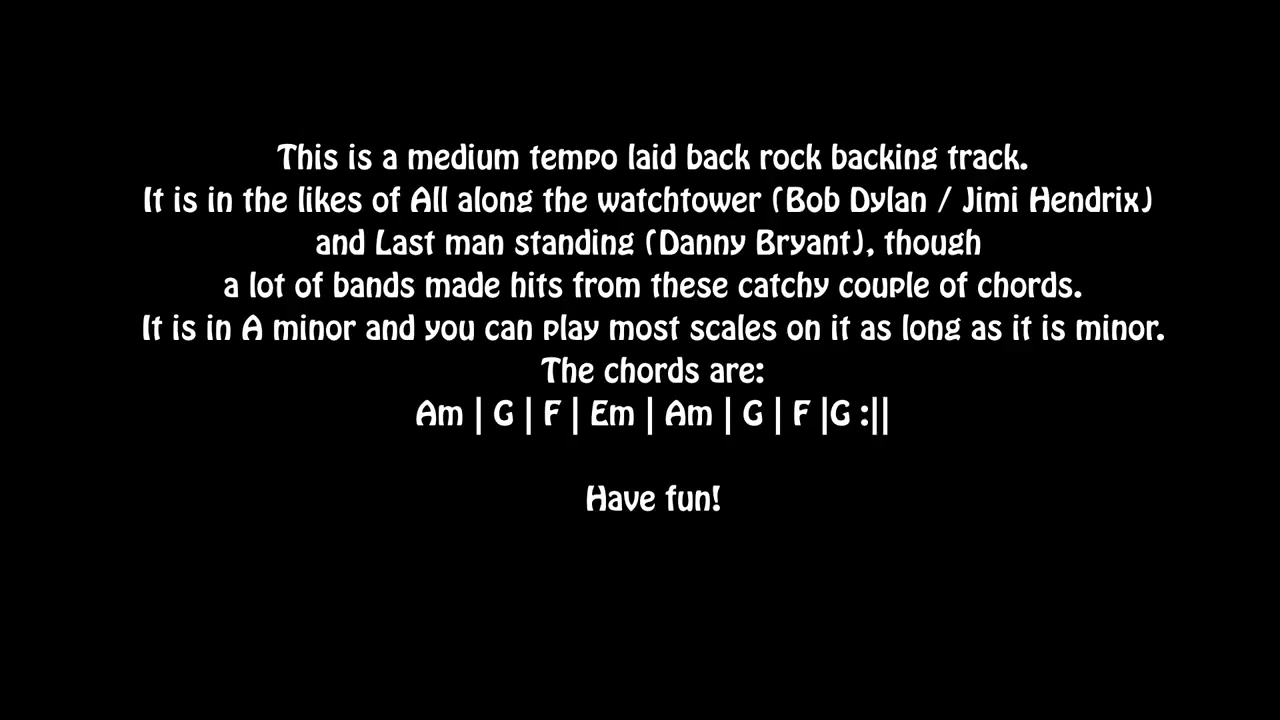 This is a medium tempo laid back rock backing track.
It is in the likes of All along the watchtower (Bob Dylan / Jimi Hendrix)
and Last man standing (Danny Bryant), though
a lot of bands made hits from these catchy couple of chords.
It is in A minor and you can play most scales on it as long as it is minor.
The chords are:
Am | G | F | Em | Am | G | F |G :||
Have fun!